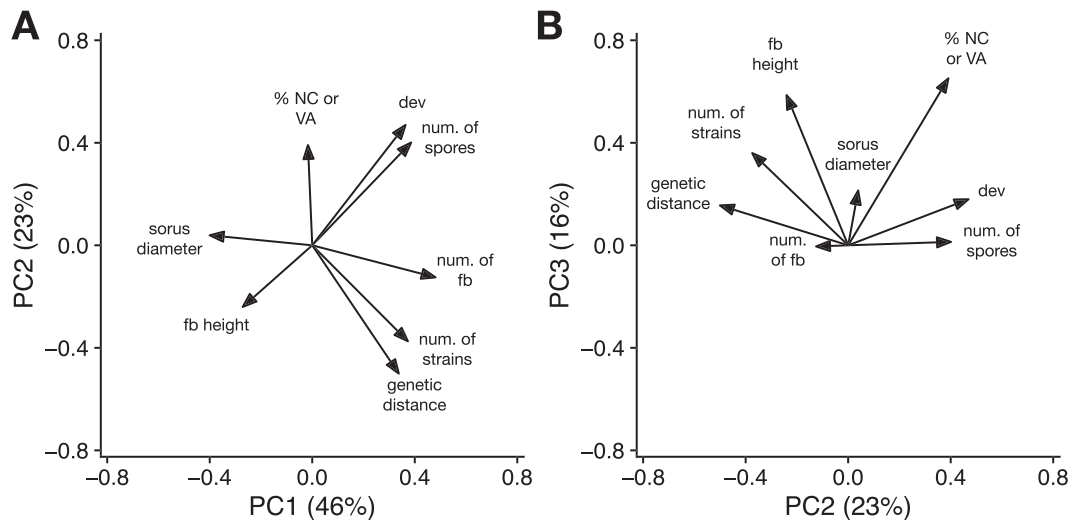 A
0.8
0.4
0.0
−0.4
−0.8
PC2 (23%)
% NC or
VA
dev
num. of
spores
sorus
diameter
num. of
fb
fb height
num. of
strains
genetic
distance
−0.8
−0.4
0.0
0.4
0.8
PC1 (46%)
B
0.8
0.4
0.0
−0.4
−0.8
PC3 (16%)
fb
height
% NC
or VA
num. of
strains
sorus
diameter
genetic
distance
dev
num.
of fb
num. of
spores
−0.8
−0.4
0.0
0.4
0.8
PC2 (23%)